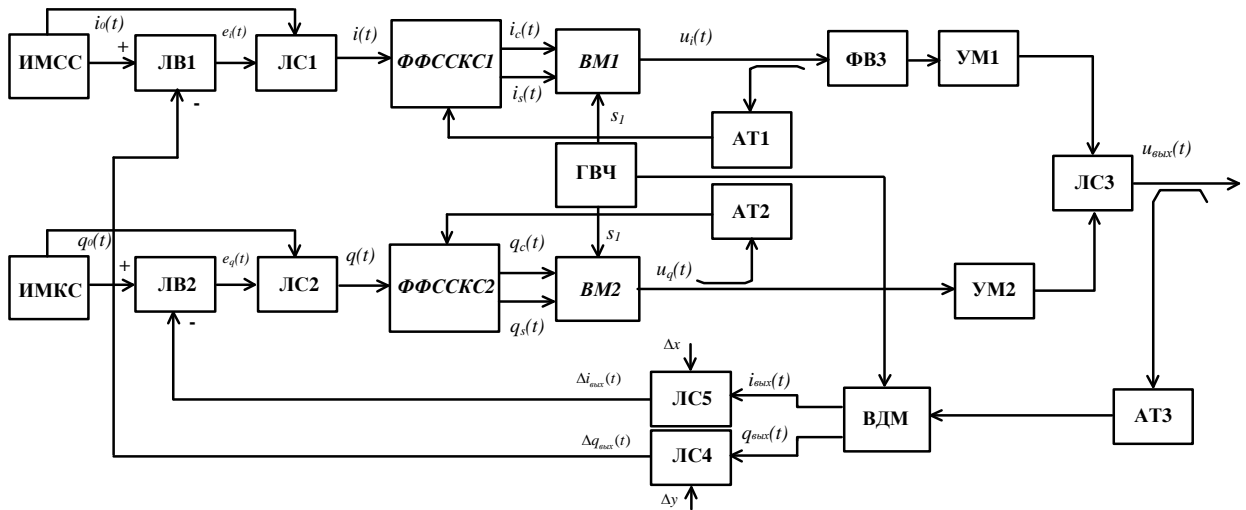 i₀(t)
+
ИМСС
ЛВ1
-
eᵢ(t)
ЛС1
i(t)
ФФССКС1
i_c(t)
i_s(t)
ВМ1
s₁
u_i(t)
ФВ3
УМ1
АТ1
ГВЧ
АТ2
s₁
ЛС3
u_вых(t)
q₀(t)
+
ИМКС
ЛВ2
-
e_q(t)
ЛС2
q(t)
ФФССКС2
q_c(t)
q_s(t)
ВМ2
u_q(t)
УМ2
Δx
Δi_вых(t)
ЛС5
i_вых(t)
ВДМ
АТ3
Δq_вых(t)
ЛС4
q_вых(t)
Δy